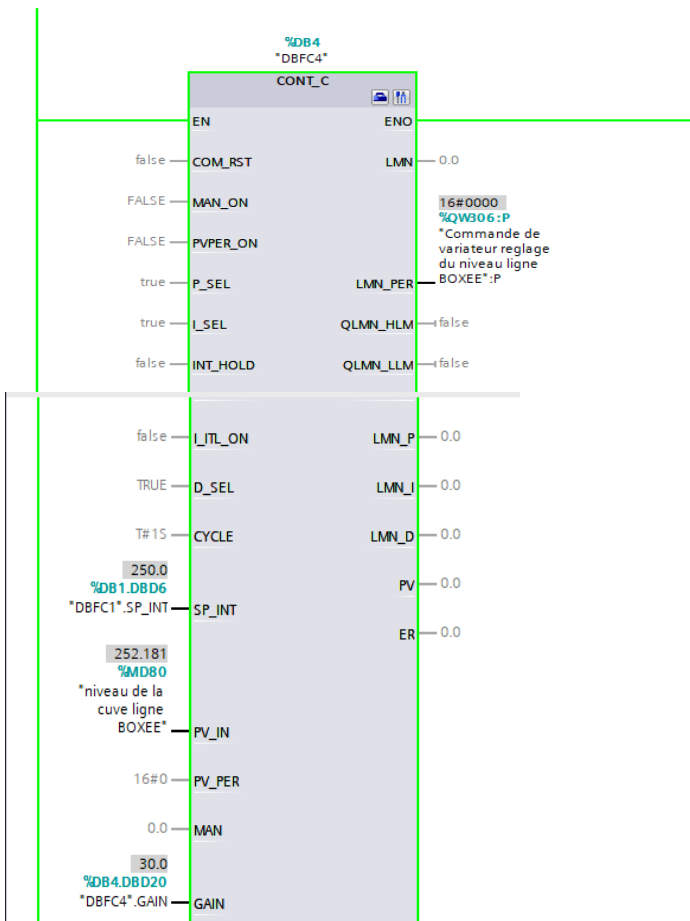 %DB4
"DBFC4"
CONT_C
EN ENO
false COM_RST LMN 0.0
FALSE MAN_ON 16#0000
%QW306:P
"Commande de
variateur reglage
du niveau ligne
BOXEE":P
FALSE PVPER_ON
true P_SEL LMN_PER
true I_SEL QLMN_HLM false
false INT_HOLD QLMN_LLM false
false I_ITL_ON LMN_P 0.0
TRUE D_SEL LMN_I 0.0
T#1S CYCLE LMN_D 0.0
250.0
%DB1.DBD6
"DBFC1".SP_INT SP_INT
PV 0.0
ER 0.0
252.181
%MD80
"niveau de la
cuve ligne
BOXEE" PV_IN
16#0 PV_PER
0.0 MAN
30.0
%DB4.DBD20
"DBFC4".GAIN GAIN